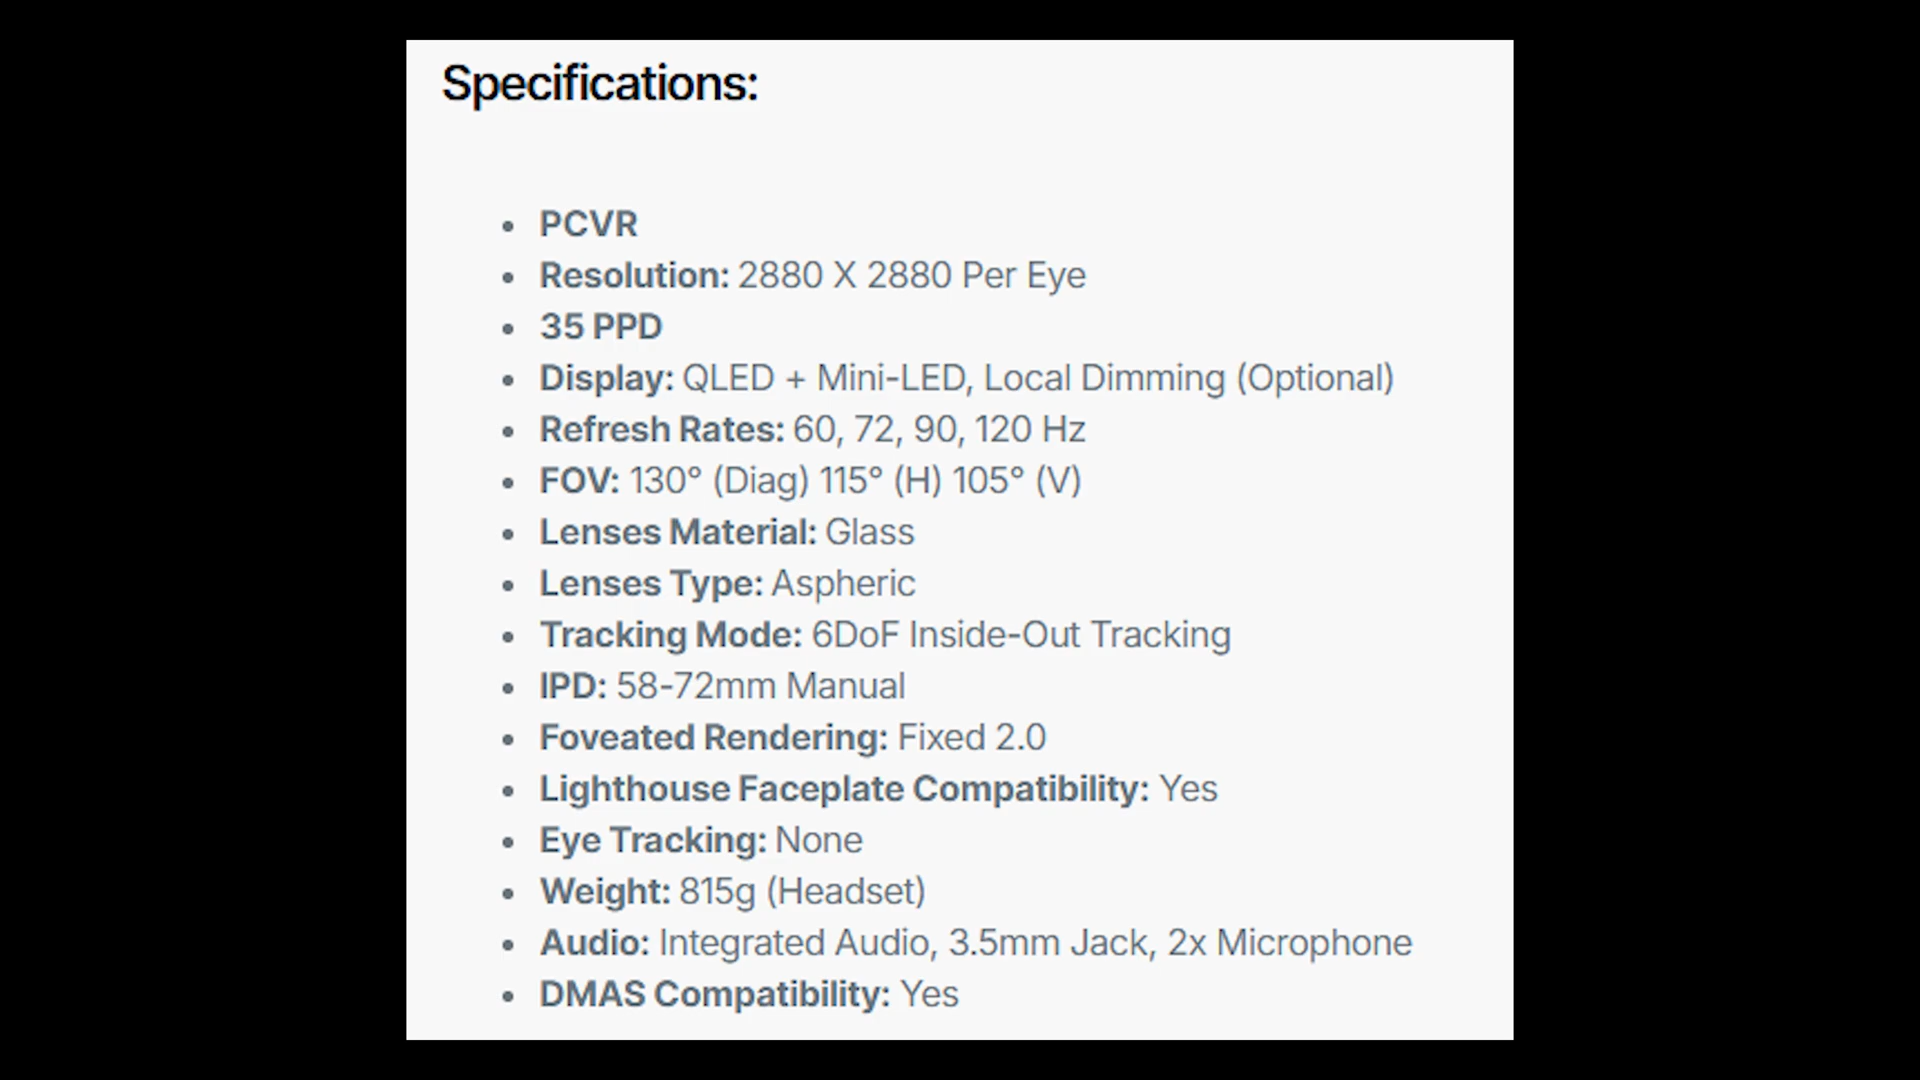 Specifications:
PCVR
Resolution: 2880 X 2880 Per Eye
35 PPD
Display: QLED + Mini-LED, Local Dimming (Optional)
Refresh Rates: 60, 72, 90, 120 Hz
FOV: 130° (Diag) 115° (H) 105° (V)
Lenses Material: Glass
Lenses Type: Aspheric
Tracking Mode: 6DoF Inside-Out Tracking
IPD: 58-72mm Manual
Foveated Rendering: Fixed 2.0
Lighthouse Faceplate Compatibility: Yes
Eye Tracking: None
Weight: 815g (Headset)
Audio: Integrated Audio, 3.5mm Jack, 2x Microphone
DMAS Compatibility: Yes